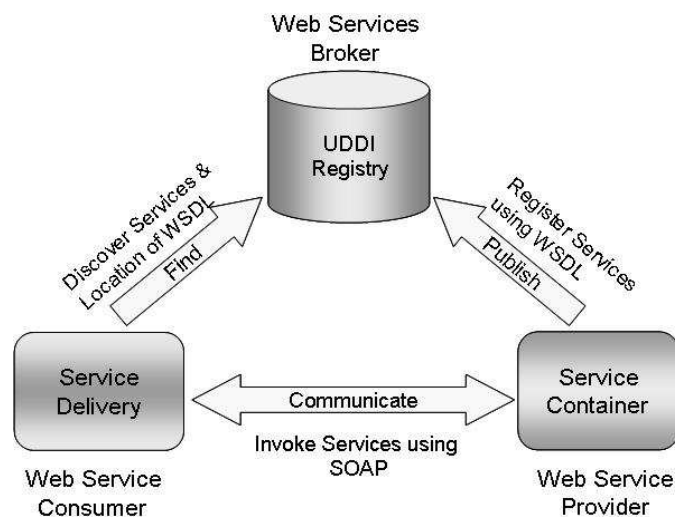 Web Services
Broker
UDDI
Registry
Discover Services &
Location of WSDL
Find
Register Services
using WSDL
Publish
Service
Delivery
Communicate
Service
Container
Invoke Services using
SOAP
Web Service
Consumer
Web Service
Provider